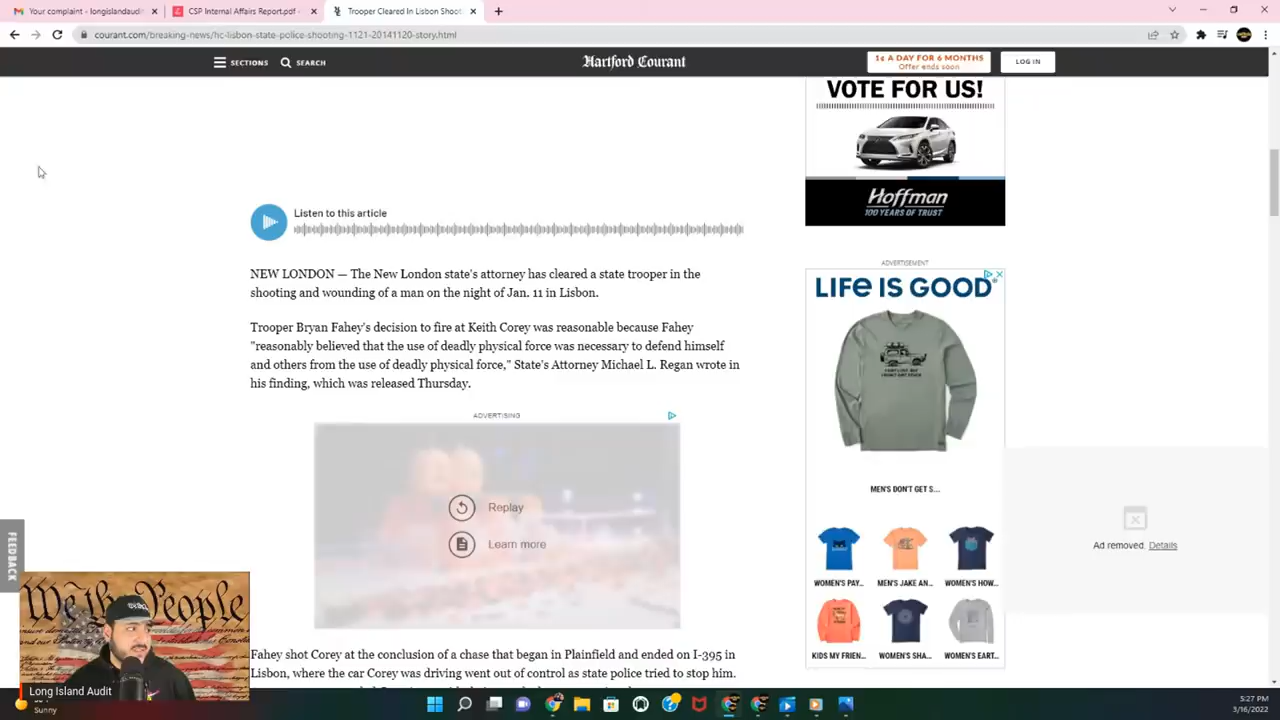 Your complaint - longislandaudi
CSP Internal Affairs Report.pdf -
Trooper Cleared In Lisbon Shoot
courant.com/breaking-news/hc-lisbon-state-police-shooting-1121-20141120-story.html
SECTIONS
SEARCH
Hartford Courant
1¢ A DAY FOR 6 MONTHS
Offer ends soon
LOG IN
VOTE FOR US!
Hoffman
100 YEARS OF TRUST
Listen to this article
NEW LONDON — The New London state's attorney has cleared a state trooper in the
shooting and wounding of a man on the night of Jan. 11 in Lisbon.
Trooper Bryan Fahey's decision to fire at Keith Corey was reasonable because Fahey
"reasonably believed that the use of deadly physical force was necessary to defend himself
and others from the use of deadly physical force," State's Attorney Michael L. Regan wrote in
his finding, which was released Thursday.
ADVERTISING
Replay
Learn more
Fahey shot Corey at the conclusion of a chase that began in Plainfield and ended on I-395 in
Lisbon, where the car Corey was driving went out of control as state police tried to stop him.
ADVERTISEMENT
LIFE IS GOOD
MEN'S DON'T GET S...
WOMEN'S PAY...
MEN'S JAKE AN...
WOMEN'S HOW...
KIDS MY FRIEN...
WOMEN'S SHA...
WOMEN'S EART...
Ad removed. Details
FEEDBACK
We the People
Long Island Audit
Sunny
5:27 PM
3/16/2022